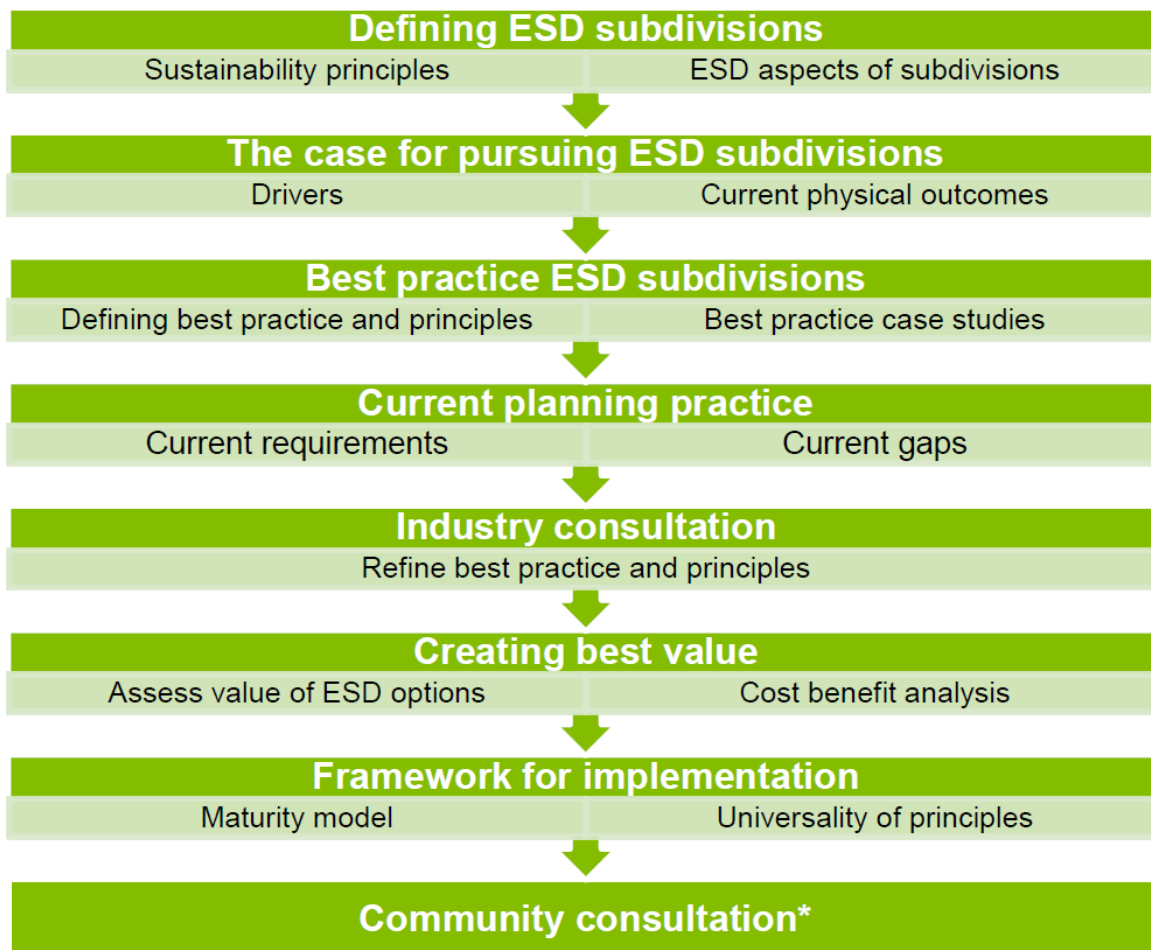 Defining ESD subdivisions
Sustainability principles
ESD aspects of subdivisions
The case for pursuing ESD subdivisions
Drivers
Current physical outcomes
Best practice ESD subdivisions
Defining best practice and principles
Best practice case studies
Current planning practice
Current requirements
Current gaps
Industry consultation
Refine best practice and principles
Creating best value
Assess value of ESD options
Cost benefit analysis
Framework for implementation
Maturity model
Universality of principles
Community consultation*